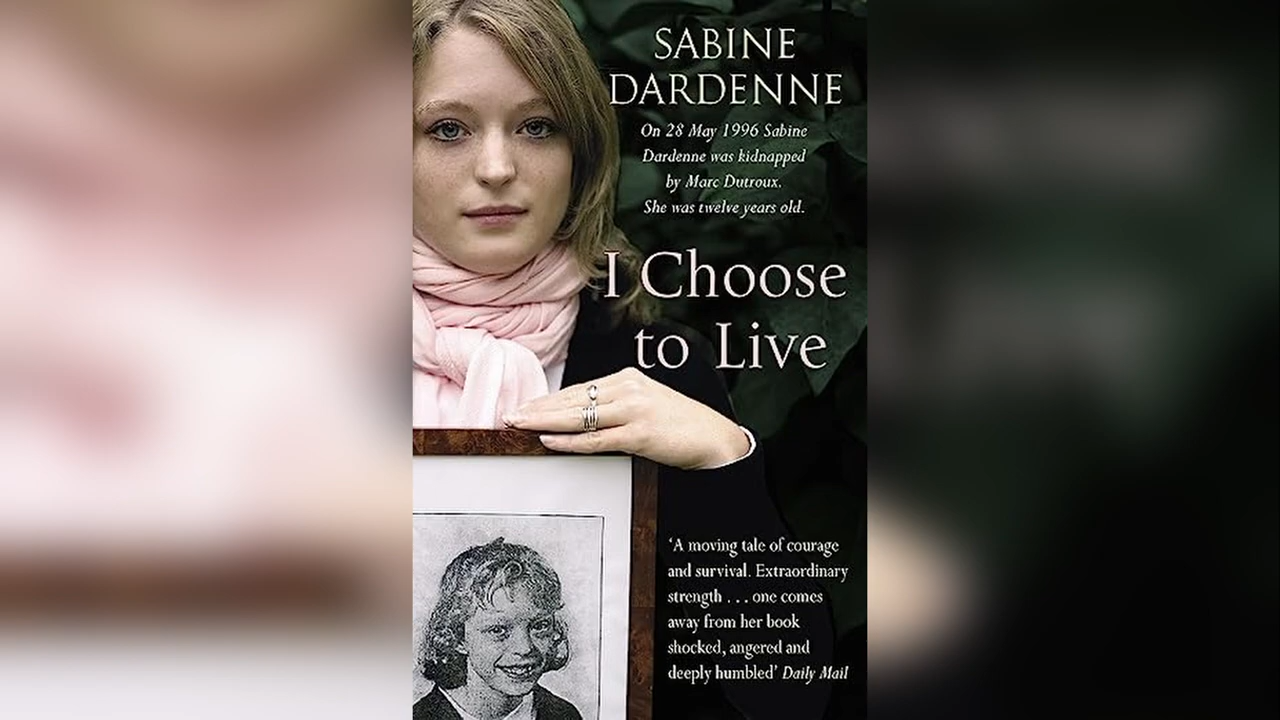 SABINE
DARDENNE
On 28 May 1996 Sabine
Dardenne was kidnapped
by Marc Dutroux.
She was twelve years old.
I Choose
to Live
‘A moving tale of courage
and survival. Extraordinary
strength . . . one comes
away from her book
shocked, angered and
deeply humbled’ Daily Mail